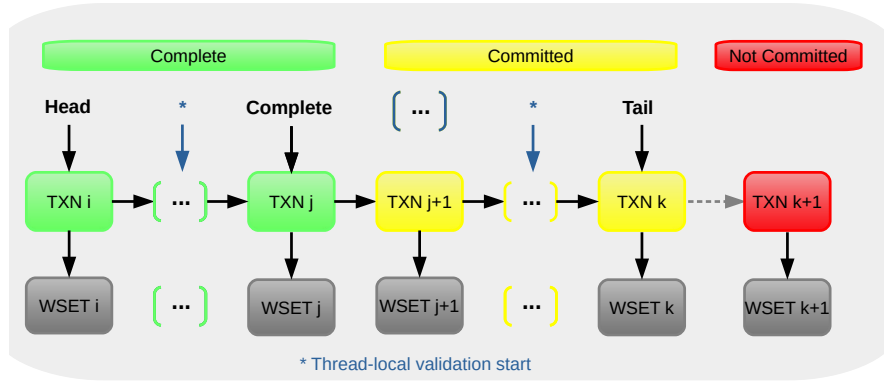 Complete Committed Not Committed
Head * Complete [...] * Tail
TXN i [...] TXN j TXN j+1 [...] TXN k TXN k+1
WSET i [...] WSET j WSET j+1 [...] WSET k WSET k+1
* Thread-local validation start